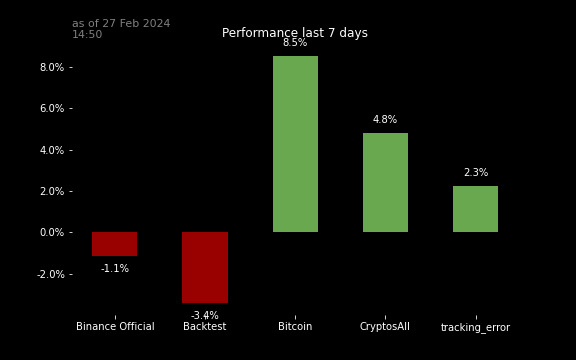 as of 27 Feb 2024
14:50
Performance last 7 days
8.5%
8.0%
6.0%
4.8%
4.0%
2.3%
2.0%
0.0%
-1.1%
-2.0%
-3.4%
Binance Official
Backtest
Bitcoin
CryptosAll
tracking_error